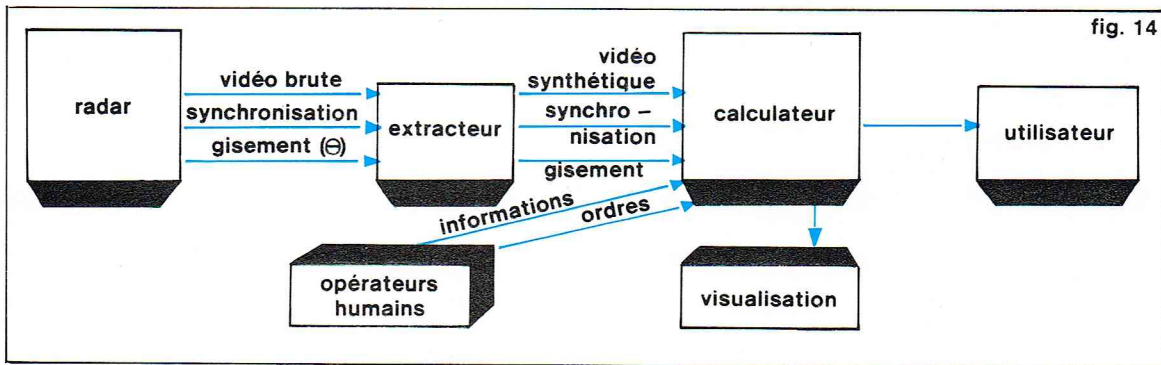 fig. 14
radar
vidéo brute
synchronisation
gisement (Θ)
extracteur
vidéo
synthétique
synchro –
nisation
gisement
calculateur
utilisateur
informations
ordres
opérateurs
humains
visualisation